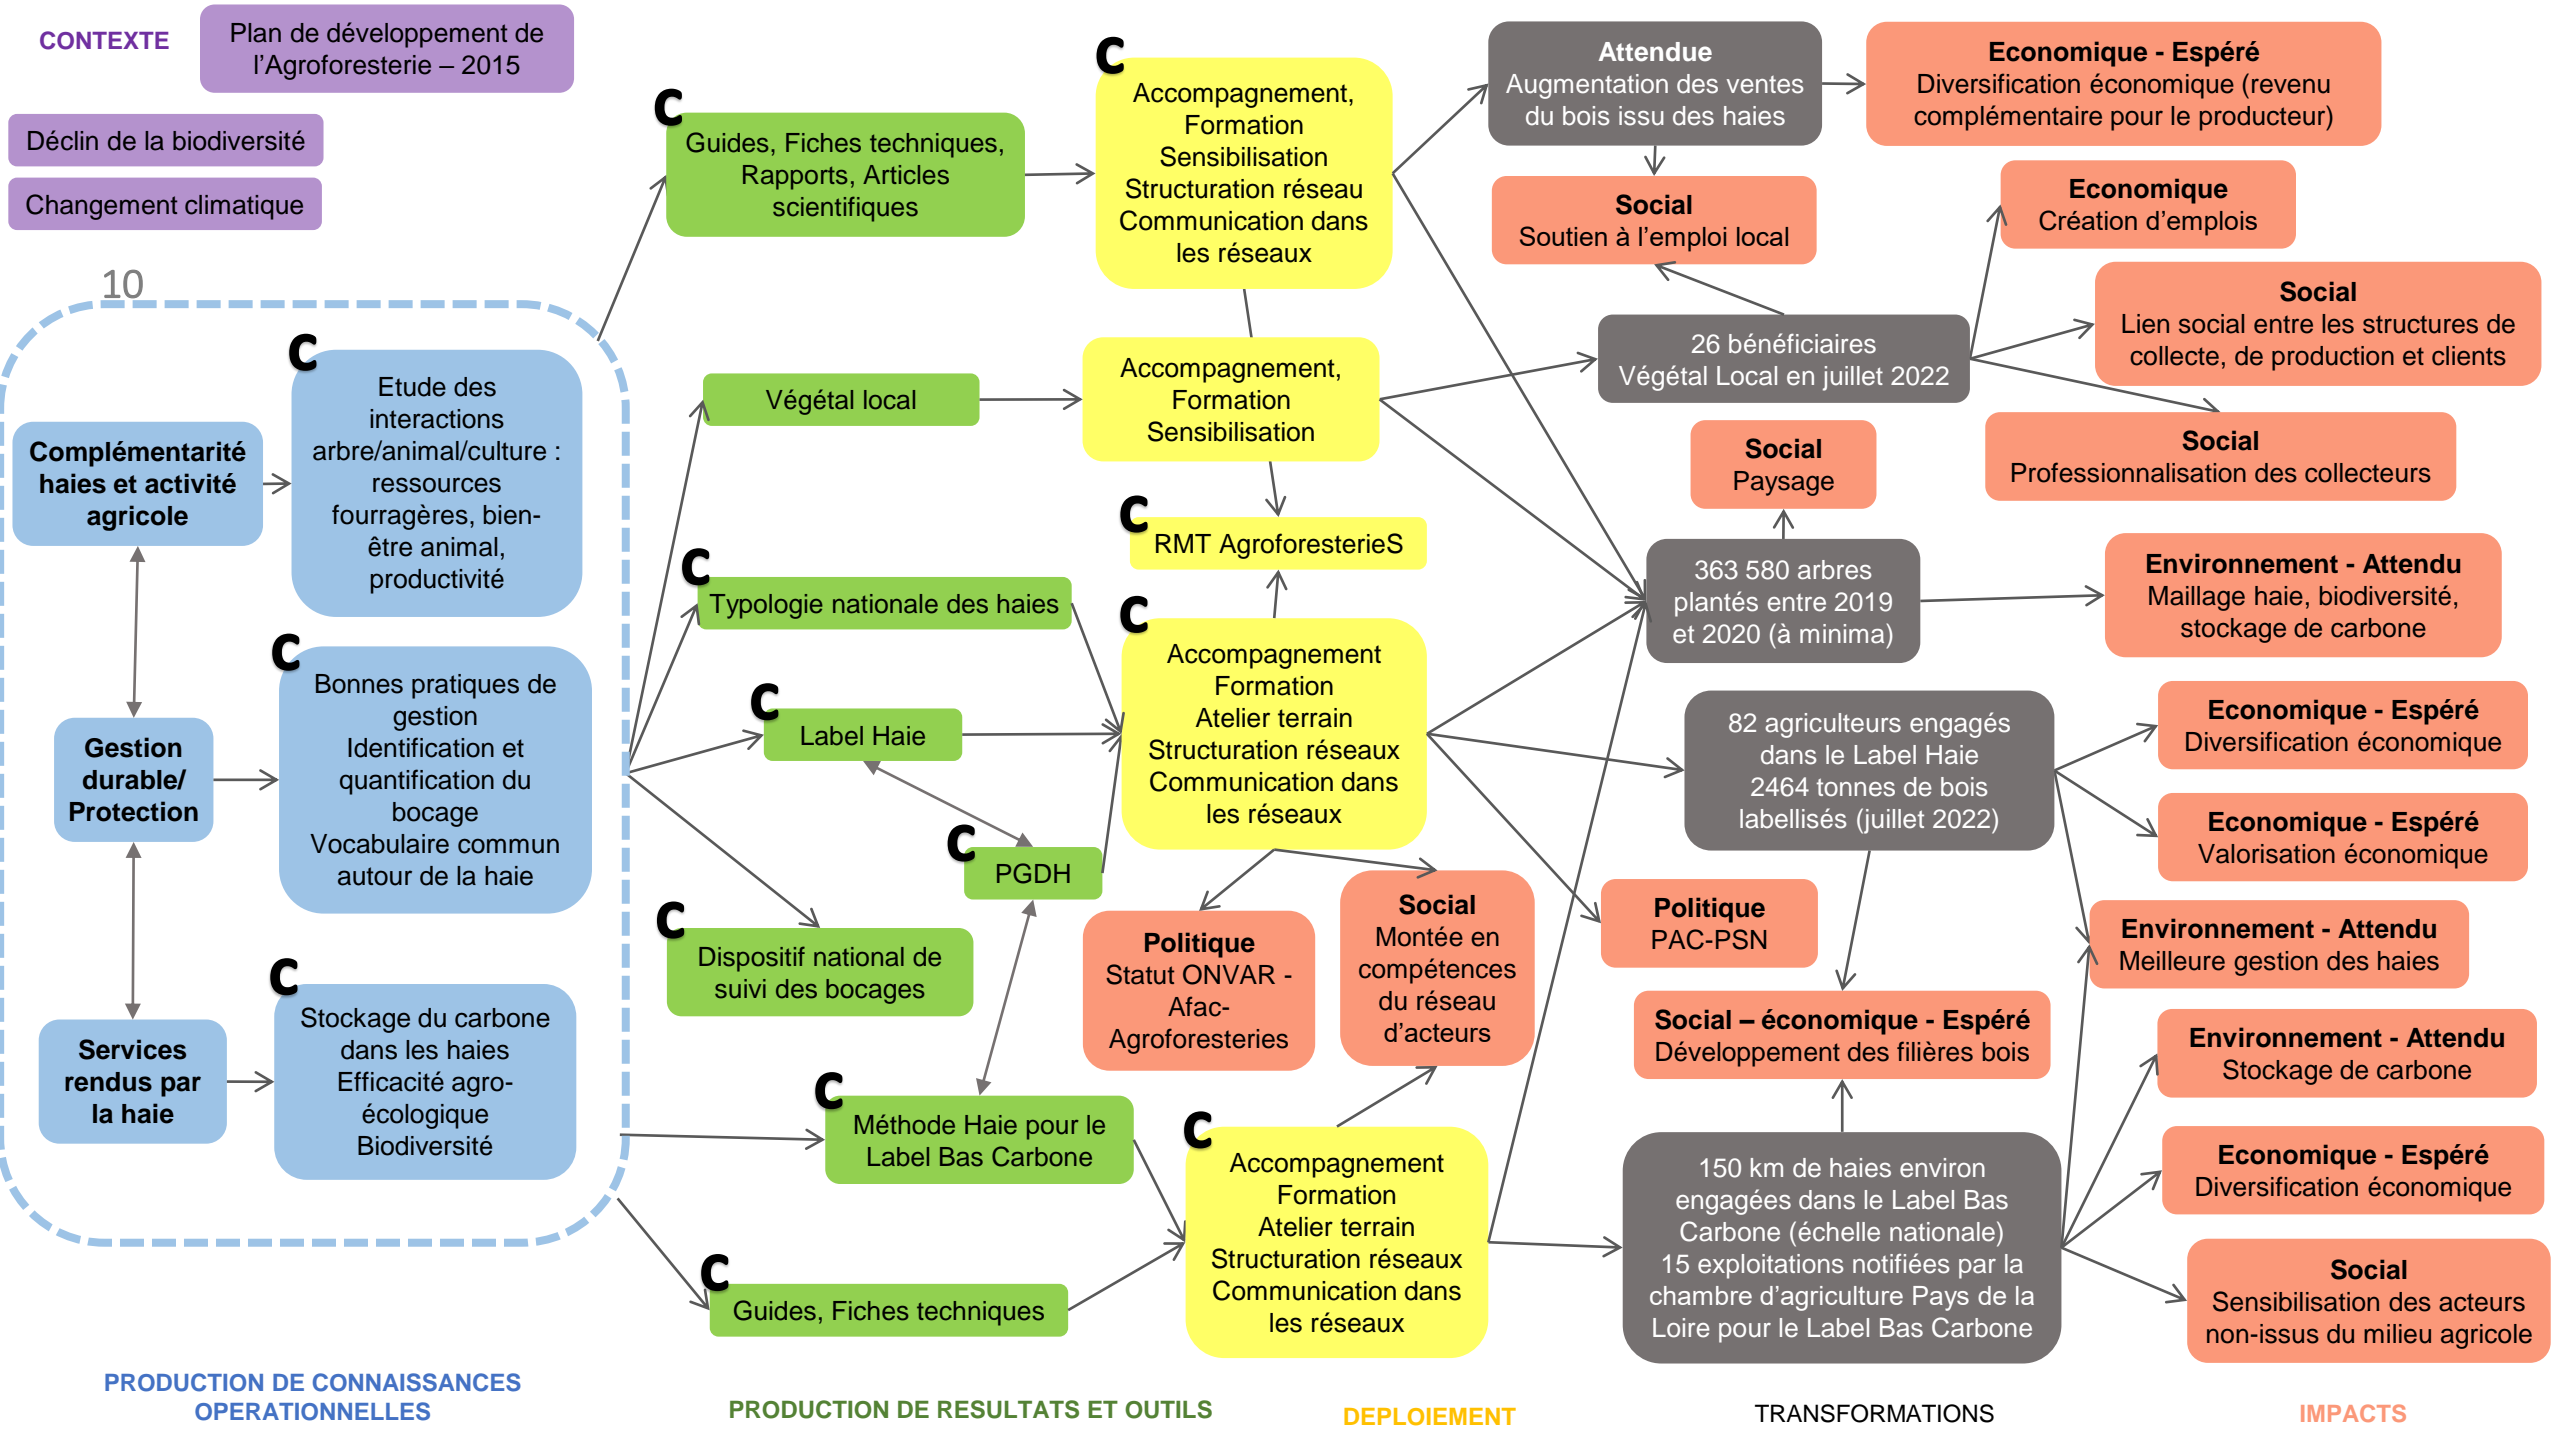 CONTEXTE
Plan de développement de
l'Agroforesterie – 2015
Déclin de la biodiversité
Changement climatique
10
Complémentarité
haies et activité
agricole
C
Etude des
interactions
arbre/animal/culture :
ressources
fourragères, bien-
être animal,
productivité
Gestion
durable/
Protection
C
Bonnes pratiques de
gestion
Identification et
quantification du
bocage
Vocabulaire commun
autour de la haie
Services
rendus par
la haie
C
Stockage du carbone
dans les haies
Efficacité agro-
écologique
Biodiversité
C
Guides, Fiches techniques,
Rapports, Articles
scientifiques
Végétal local
C
Typologie nationale des haies
C
Label Haie
C
PGDH
C
Dispositif national de
suivi des bocages
C
Méthode Haie pour le
Label Bas Carbone
C
Guides, Fiches techniques
C
Accompagnement,
Formation
Sensibilisation
Structuration réseau
Communication dans
les réseaux
Accompagnement,
Formation
Sensibilisation
C
RMT AgroforesterieS
C
Accompagnement
Formation
Atelier terrain
Structuration réseaux
Communication dans
les réseaux
Politique
Statut ONVAR -
Afac-
Agroforesteries
Social
Montée en
compétences
du réseau
d'acteurs
C
Accompagnement
Formation
Atelier terrain
Structuration réseaux
Communication dans
les réseaux
Attendue
Augmentation des ventes
du bois issu des haies
Social
Soutien à l'emploi local
26 bénéficiaires
Végétal Local en juillet 2022
Social
Paysage
363 580 arbres
plantés entre 2019
et 2020 (à minima)
82 agriculteurs engagés
dans le Label Haie
2464 tonnes de bois
labellisés (juillet 2022)
Politique
PAC-PSN
Social – économique - Espéré
Développement des filières bois
150 km de haies environ
engagées dans le Label Bas
Carbone (échelle nationale)
15 exploitations notifiées par la
chambre d'agriculture Pays de la
Loire pour le Label Bas Carbone
Economique - Espéré
Diversification économique (revenu
complémentaire pour le producteur)
Economique
Création d'emplois
Social
Lien social entre les structures de
collecte, de production et clients
Social
Professionnalisation des collecteurs
Environnement - Attendu
Maillage haie, biodiversité,
stockage de carbone
Economique - Espéré
Diversification économique
Economique - Espéré
Valorisation économique
Environnement - Attendu
Meilleure gestion des haies
Environnement - Attendu
Stockage de carbone
Economique - Espéré
Diversification économique
Social
Sensibilisation des acteurs
non-issus du milieu agricole
PRODUCTION DE CONNAISSANCES
OPERATIONNELLES
PRODUCTION DE RESULTATS ET OUTILS
DEPLOIEMENT
TRANSFORMATIONS
IMPACTS